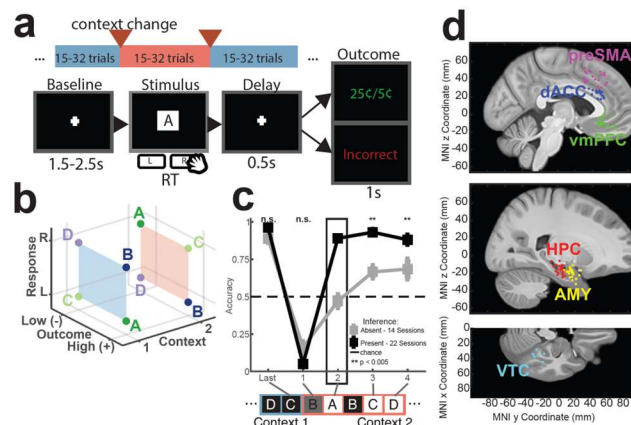 a
context change
... 15-32 trials 15-32 trials 15-32 trials ...
Outcome
Baseline Stimulus Delay
A
25¢/5¢
L R
Incorrect
1.5-2.5s RT 0.5s
1s
b
Response
R
L
D A
B C
D
C A B
Low (-)
Outcome
High (+)
1 2
Context
c
n.s. n.s. ** **
Accuracy
1
0.75
0.5
0.25
0
Inference:
Absent - 14 Sessions
Present - 22 Sessions
chance
** p < 0.005
Last 1 2 3 4
... D C B A B C D ...
Context 1 Context 2
d
preSMA
dACC
vmPFC
MNI z Coordinate (mm)
60
40
20
0
-20
-40
-60
HPC
AMY
MNI z Coordinate (mm)
60
40
20
0
-20
-40
-60
VTC
MNI x Coordinate (mm)
0
20
40
60
80
-80 -60 -40 -20 0 20 40 60 80
MNI y Coordinate (mm)